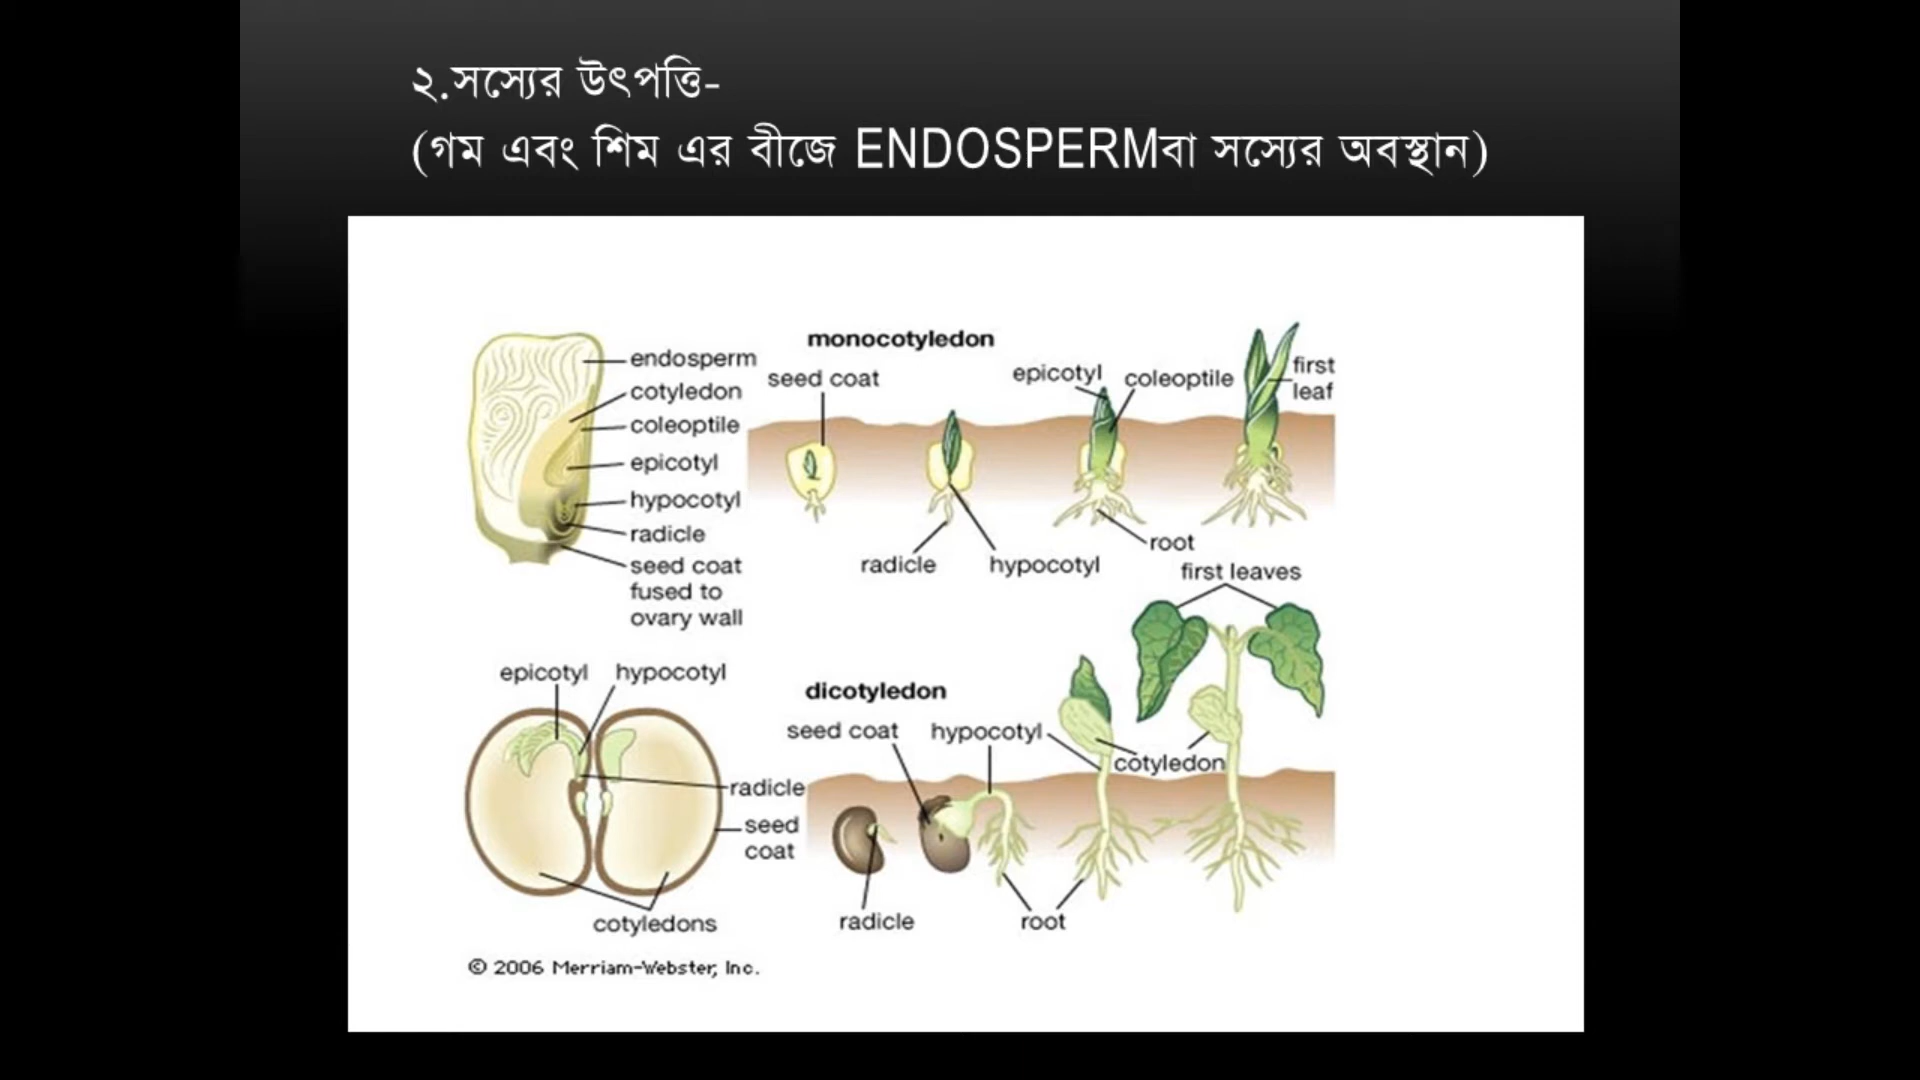 ২.সস্যের উৎপত্তি-
(গম এবং শিম এর বীজে ENDOSPERMবা সস্যের অবস্থান)
monocotyledon
endosperm
cotyledon
coleoptile
epicotyl
hypocotyl
radicle
seed coat
fused to
ovary wall
seed coat
epicotyl
coleoptile
first
leaf
radicle
hypocotyl
root
first leaves
epicotyl
hypocotyl
radicle
seed
coat
cotyledons
dicotyledon
seed coat
hypocotyl
cotyledon
radicle
root
© 2006 Merriam-Webster, Inc.